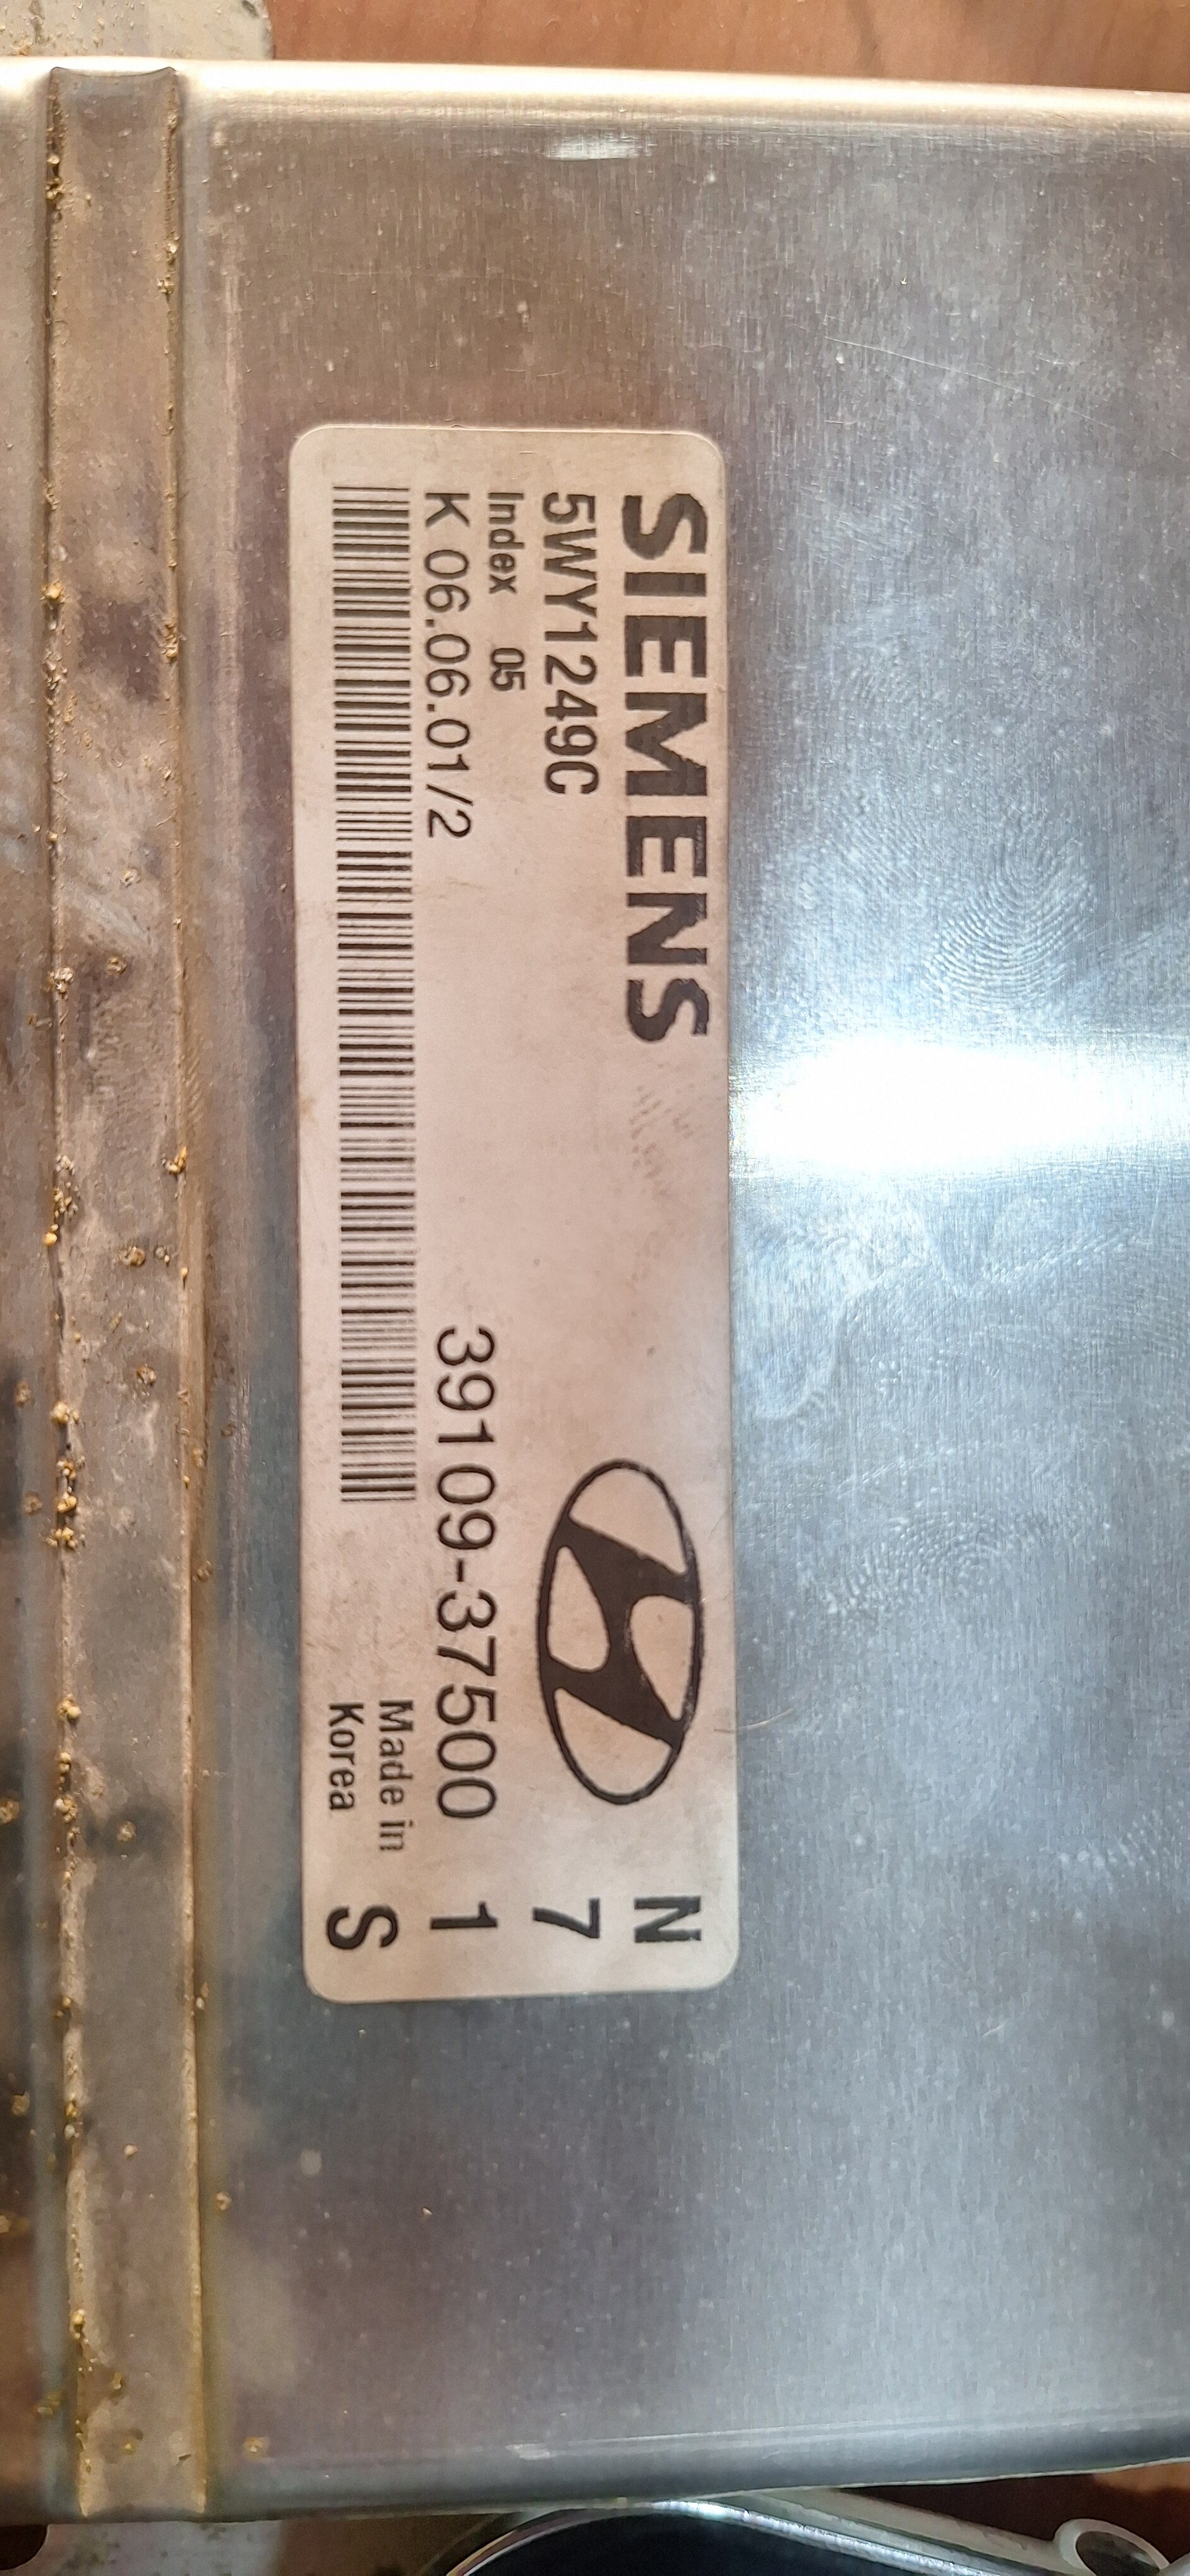 SIEMENS
5WY1249C
Index 05
K 06.06.01/2
39109-37500
Made in
Korea
N
7
1
S